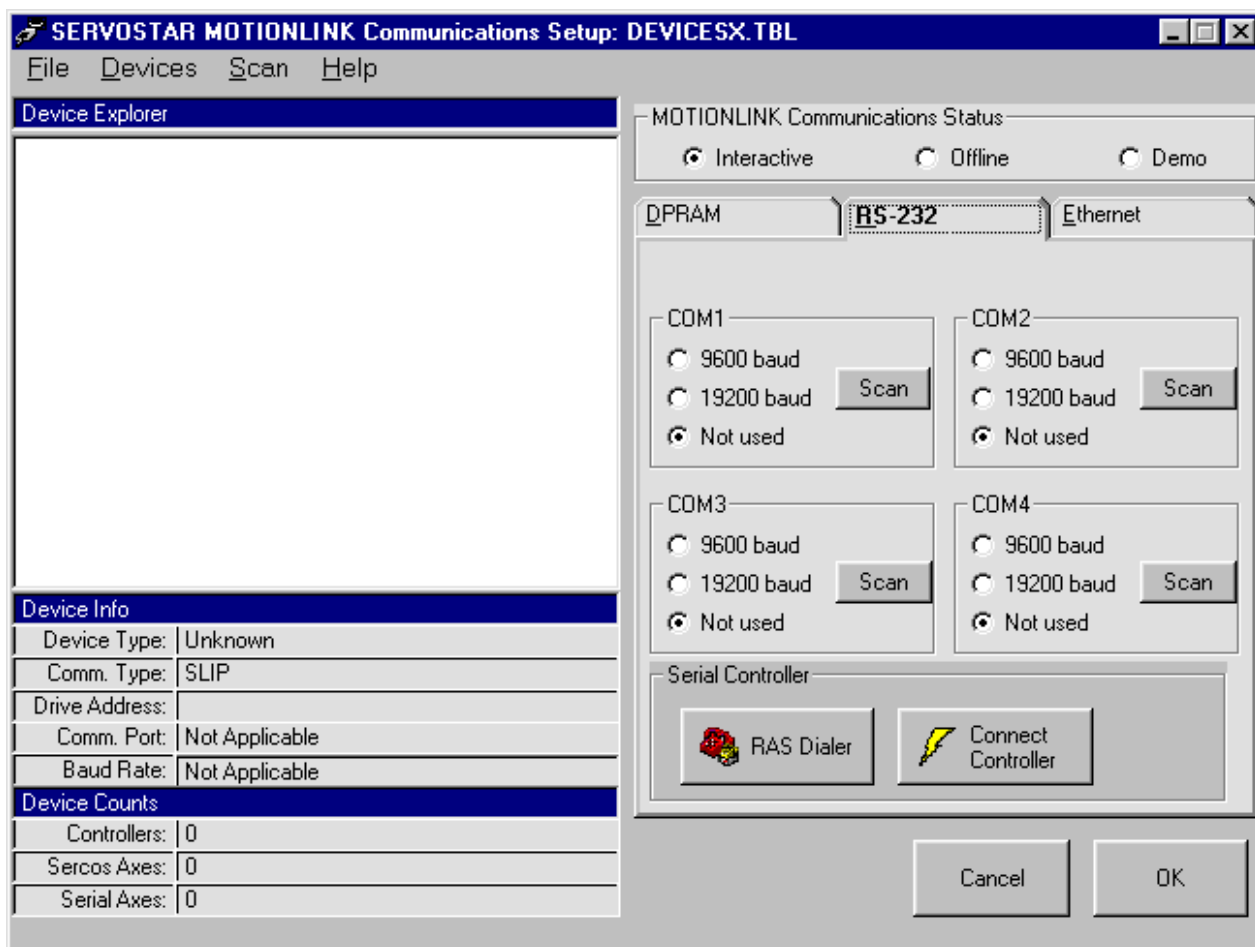 SERVOSTAR MOTIONLINK Communications Setup: DEVICESX.TBL
File Devices Scan Help
Device Explorer
MOTIONLINK Communications Status
Interactive Offline Demo
DPRAM RS-232 Ethernet
COM1
9600 baud
19200 baud
Not used
Scan
COM2
9600 baud
19200 baud
Not used
Scan
COM3
9600 baud
19200 baud
Not used
Scan
COM4
9600 baud
19200 baud
Not used
Scan
Device Info
Device Type: Unknown
Comm. Type: SLIP
Drive Address:
Comm. Port: Not Applicable
Baud Rate: Not Applicable
Device Counts
Controllers: 0
Sercos Axes: 0
Serial Axes: 0
Serial Controller
RAS Dialer
Connect
Controller
Cancel OK